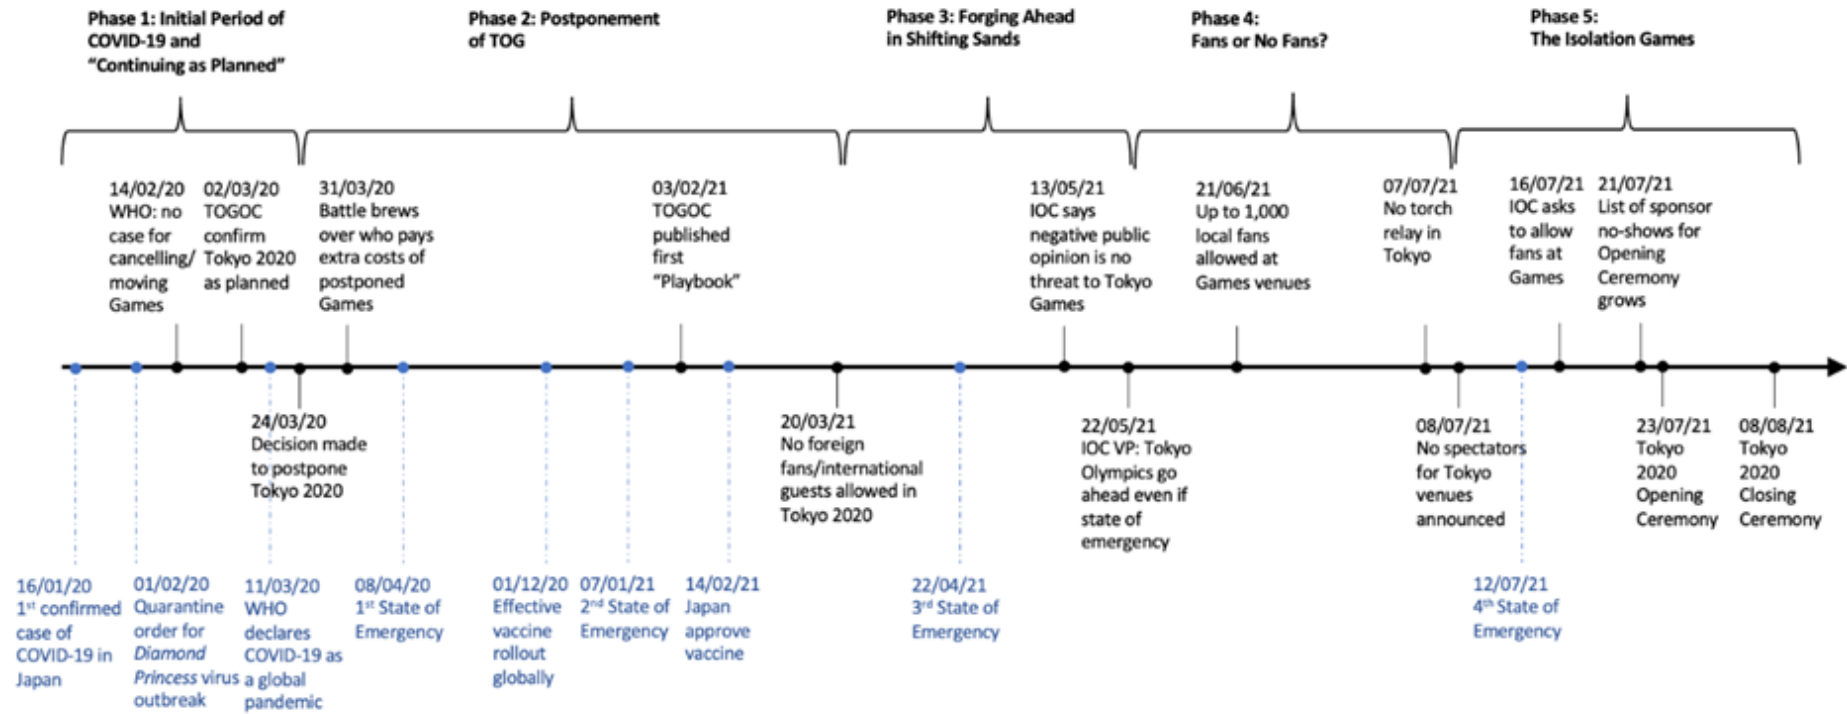 Phase 1: Initial Period of
COVID-19 and
“Continuing as Planned”
Phase 2: Postponement
of TOG
Phase 3: Forging Ahead
in Shifting Sands
Phase 4:
Fans or No Fans?
Phase 5:
The Isolation Games
14/02/20
WHO: no
case for
cancelling/
moving
Games
02/03/20
TOGOC
confirm
Tokyo 2020
as planned
31/03/20
Battle brews
over who pays
extra costs of
postponed
Games
03/02/21
TOGOC
published
first
“Playbook”
13/05/21
IOC says
negative public
opinion is no
threat to Tokyo
Games
21/06/21
Up to 1,000
local fans
allowed at
Games venues
07/07/21
No torch
relay in
Tokyo
16/07/21
IOC asks
to allow
fans at
Games
21/07/21
List of sponsor
no-shows for
Opening
Ceremony
grows
24/03/20
Decision made
to postpone
Tokyo 2020
20/03/21
No foreign
fans/international
guests allowed in
Tokyo 2020
22/05/21
IOC VP: Tokyo
Olympics go
ahead even if
state of
emergency
08/07/21
No spectators
for Tokyo
venues
announced
23/07/21
Tokyo
2020
Opening
Ceremony
08/08/21
Tokyo
2020
Closing
Ceremony
16/01/20
1st confirmed
case of
COVID-19 in
Japan
01/02/20
Quarantine
order for
Diamond
Princess virus
outbreak
11/03/20
WHO
declares
COVID-19 as
a global
pandemic
08/04/20
1st State of
Emergency
01/12/20
Effective
vaccine
rollout
globally
07/01/21
2nd State of
Emergency
14/02/21
Japan
approve
vaccine
22/04/21
3rd State of
Emergency
12/07/21
4th State of
Emergency